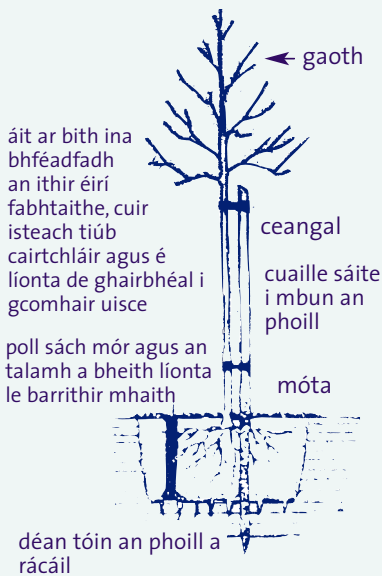 gaoth
áit ar bith ina
bhféadfadh
an ithir éirí
fabhtaithe, cuir
isteach tiúb
cairtchláir agus é
líonta de ghairbhéal i
gcomhair uisce
ceangal
cuaille sáite
i mbun an
phoill
poll sách mór agus an
talamh a bheith líonta
le barrithir mhaith
móta
déan tóin an phoill a
rácáil